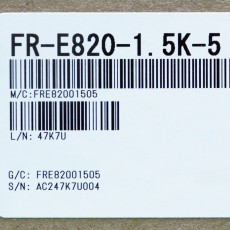 FR-E820-1.5K-5
M/C:FRE82001505
L/N: 47K7U
G/C: FRE82001505
S/N: AC247K7U004